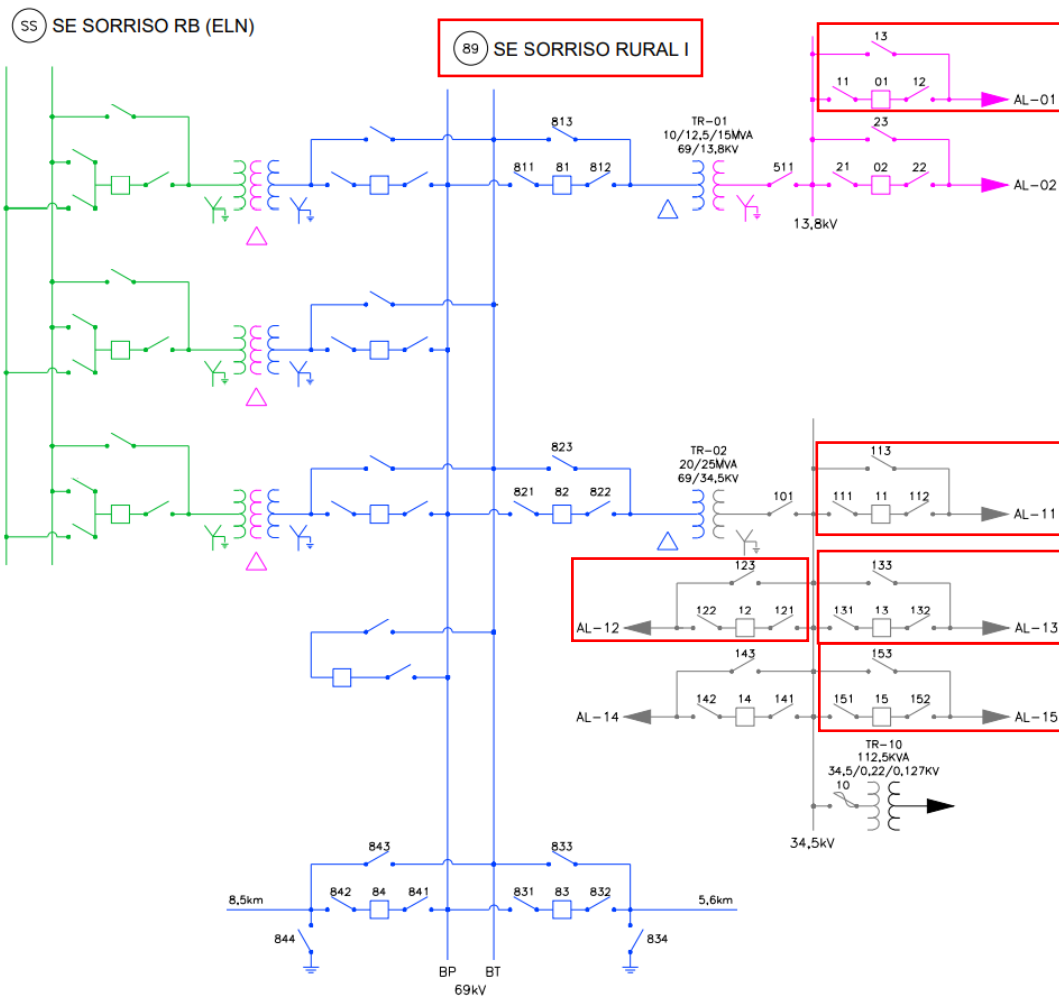 SS SE SORRISO RB (ELN)
89 SE SORRISO RURAL I
13
11 01 12
AL-01
TR-01
10/12,5/15MVA
69/13,8KV
813
23
811 81 812
511
21 02 22
AL-02
13,8kV
TR-02
20/25MVA
69/34,5KV
823
113
821 82 822
101
111 11 112
AL-11
123
133
AL-12
122 12 121
131 13 132
AL-13
143
153
AL-14
142 14 141
151 15 152
AL-15
TR-10
112,5KVA
34,5/0,22/0,127KV
10
34,5kV
843
833
8,5km
842 84 841
831 83 832
5,6km
844
834
BP BT
69kV